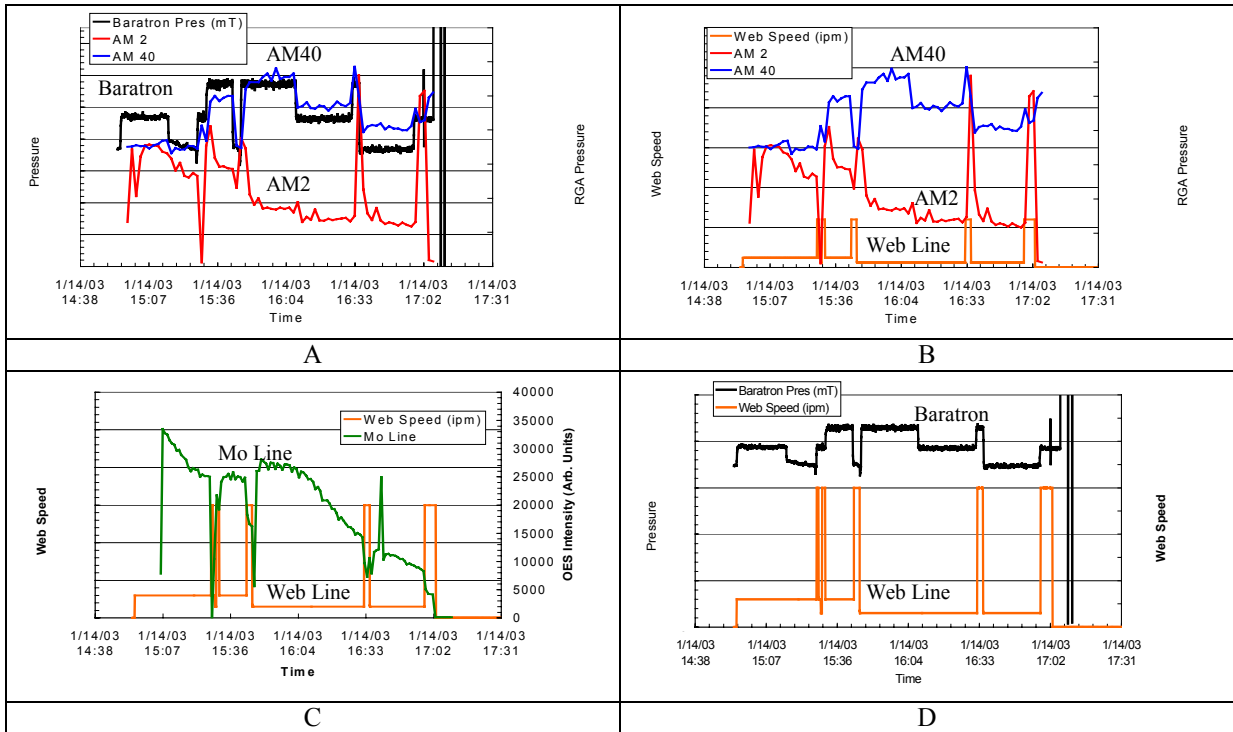 Baratron Pres (mT)
AM 2
AM 40
AM40
Baratron
AM2
Pressure
RGA Pressure
1/14/03 1/14/03 1/14/03 1/14/03 1/14/03 1/14/03 1/14/03
14:38 15:07 15:36 16:04 16:33 17:02 17:31
Time
A
Web Speed (ipm)
AM 2
AM 40
AM40
AM2
Web Line
Web Speed
RGA Pressure
1/14/03 1/14/03 1/14/03 1/14/03 1/14/03 1/14/03 1/14/03
14:38 15:07 15:36 16:04 16:33 17:02 17:31
Time
B
Web Speed (ipm)
Mo Line
Mo Line
Web Line
Web Speed
40000
35000
30000
25000
20000
15000
10000
5000
0
OES Intensity (Arb. Units)
1/14/03 1/14/03 1/14/03 1/14/03 1/14/03 1/14/03 1/14/03
14:38 15:07 15:36 16:04 16:33 17:02 17:31
Time
C
Baratron Pres (mT)
Web Speed (ipm)
Baratron
Web Line
Pressure
Web Speed
1/14/03 1/14/03 1/14/03 1/14/03 1/14/03 1/14/03 1/14/03
14:38 15:07 15:36 16:04 16:33 17:02 17:31
Time
D